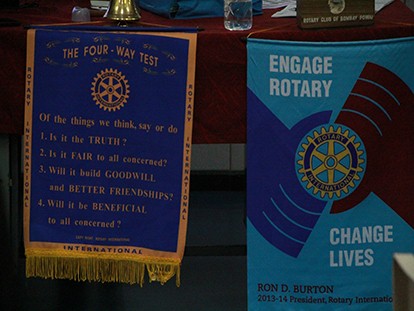 ROTARY CLUB OF BOMBAY
THE FOUR-WAY TEST
ROTARY
INTERNATIONAL
Of the things we think, say or do
1. Is it the TRUTH?
2. Is it FAIR to all concerned?
3. Will it build GOODWILL
and BETTER FRIENDSHIPS?
4. Will it be BENEFICIAL
to all concerned?
ROTARY
INTERNATIONAL
INTERNATIONAL
ENGAGE
ROTARY
ROTARY
INTERNATIONAL
CHANGE
LIVES
RON D. BURTON
2013-14 President, Rotary Internatio